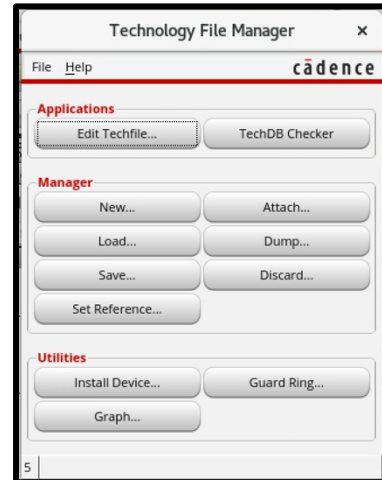 Technology File Manager ×
File Help cādence
Applications
Edit Techfile... TechDB Checker
Manager
New... Attach...
Load... Dump...
Save... Discard...
Set Reference...
Utilities
Install Device... Guard Ring...
Graph...
5